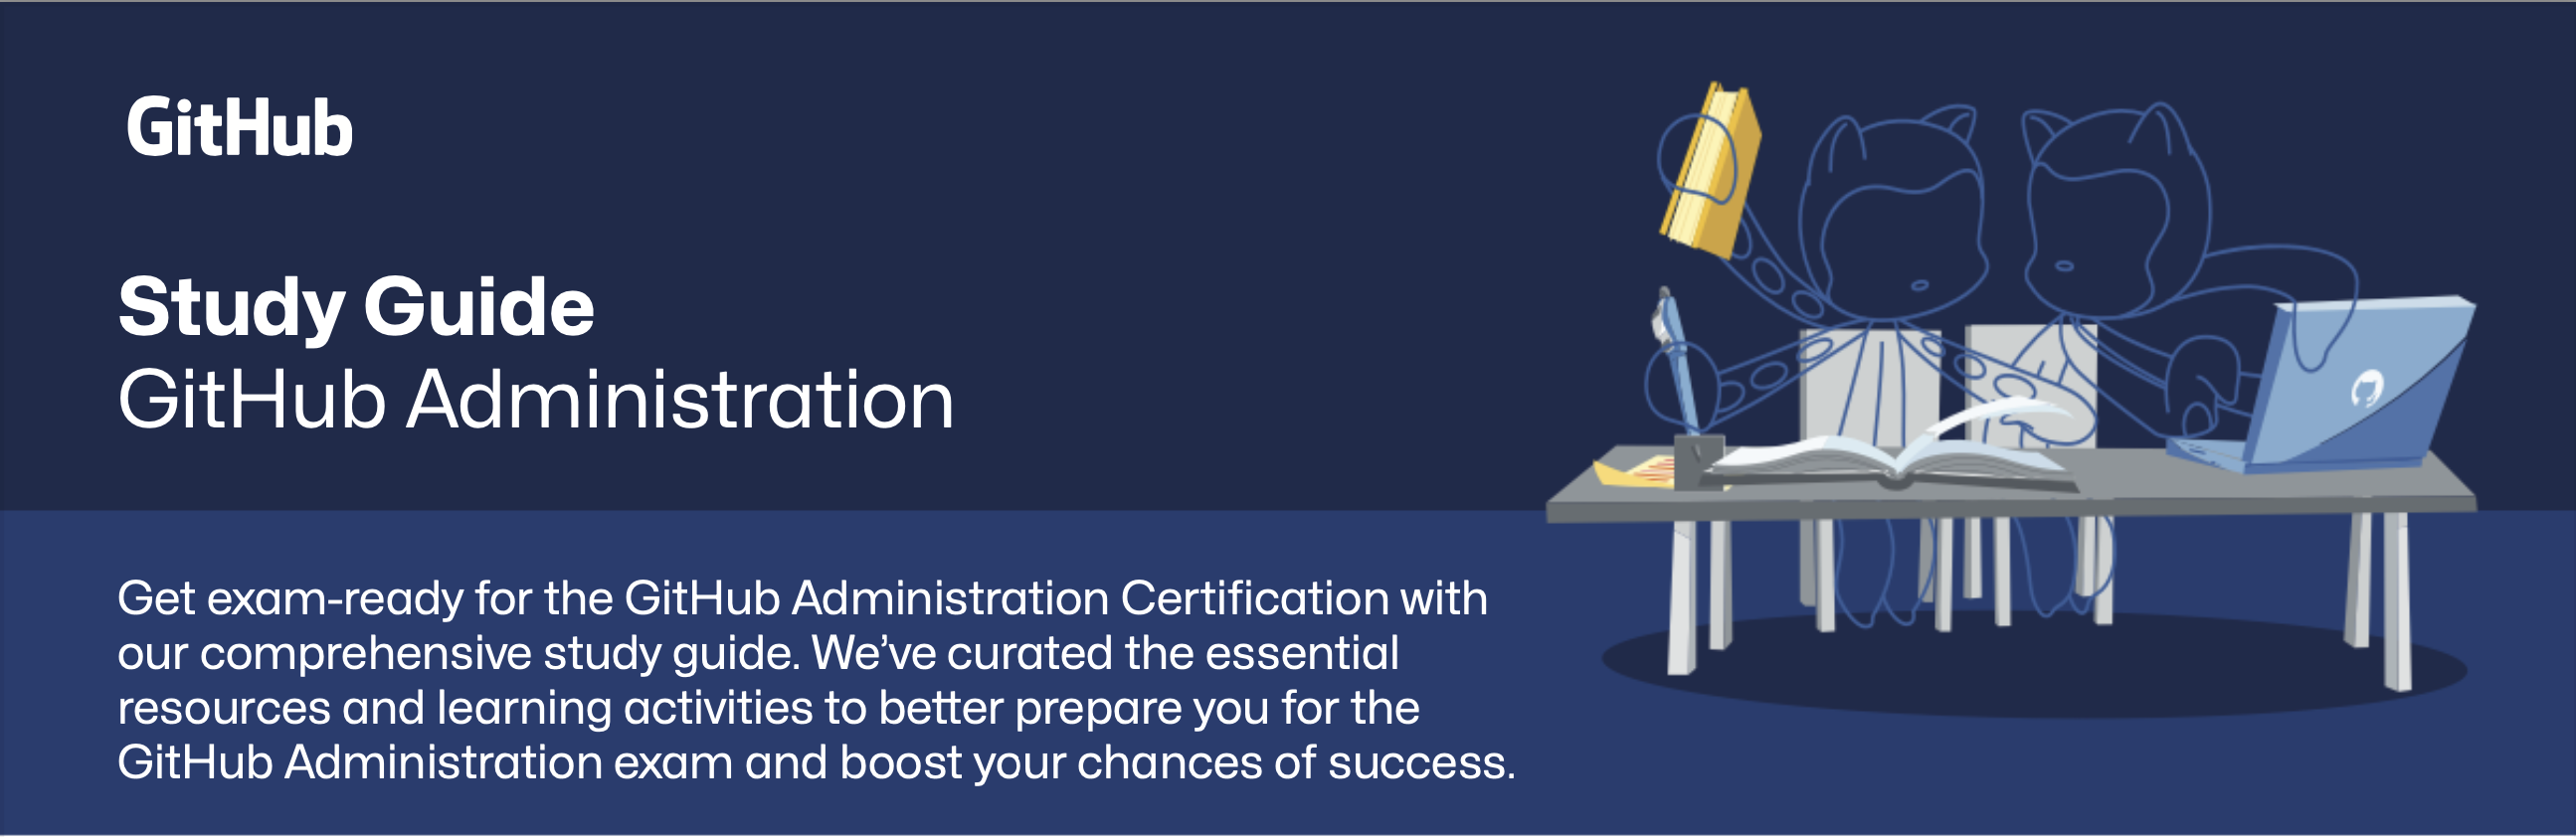 GitHub
Study Guide
GitHub Administration
Get exam-ready for the GitHub Administration Certification with
our comprehensive study guide. We’ve curated the essential
resources and learning activities to better prepare you for the
GitHub Administration exam and boost your chances of success.